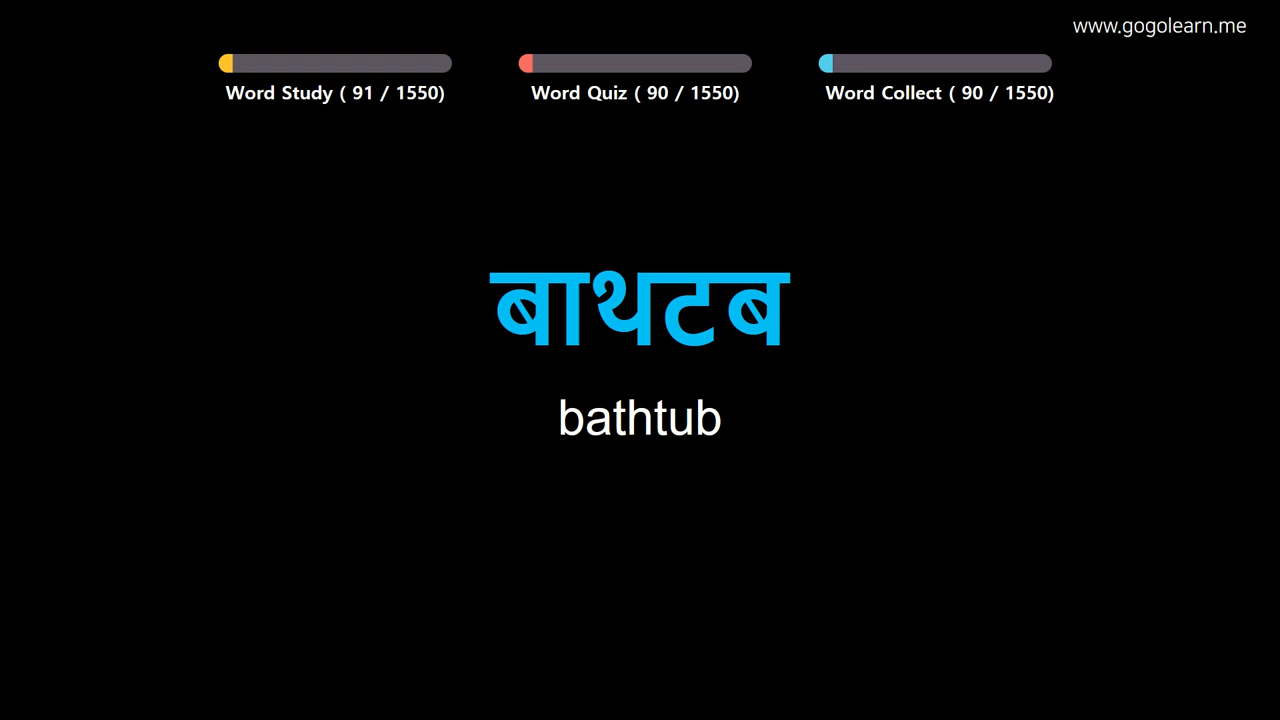 www.gogolearn.me
Word Study ( 91 / 1550)
Word Quiz ( 90 / 1550)
Word Collect ( 90 / 1550)
बाथटब
bathtub